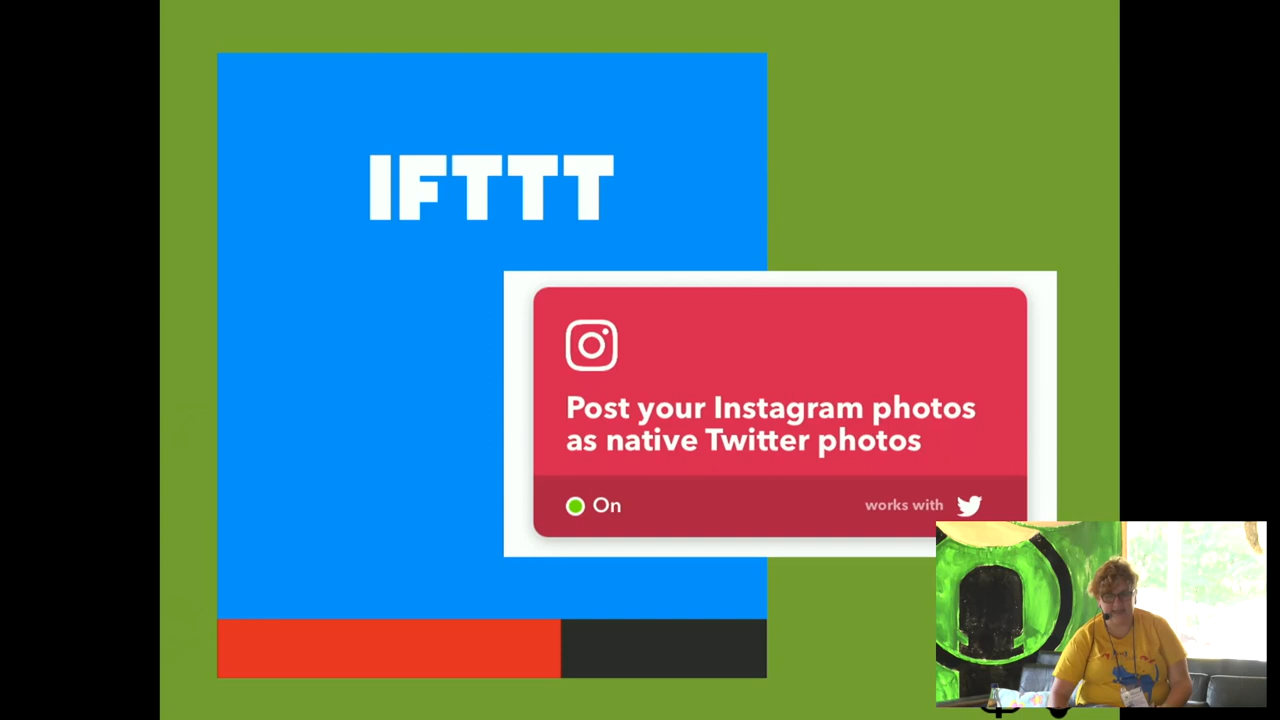 IFTTT
Post your Instagram photos
as native Twitter photos
On
works with